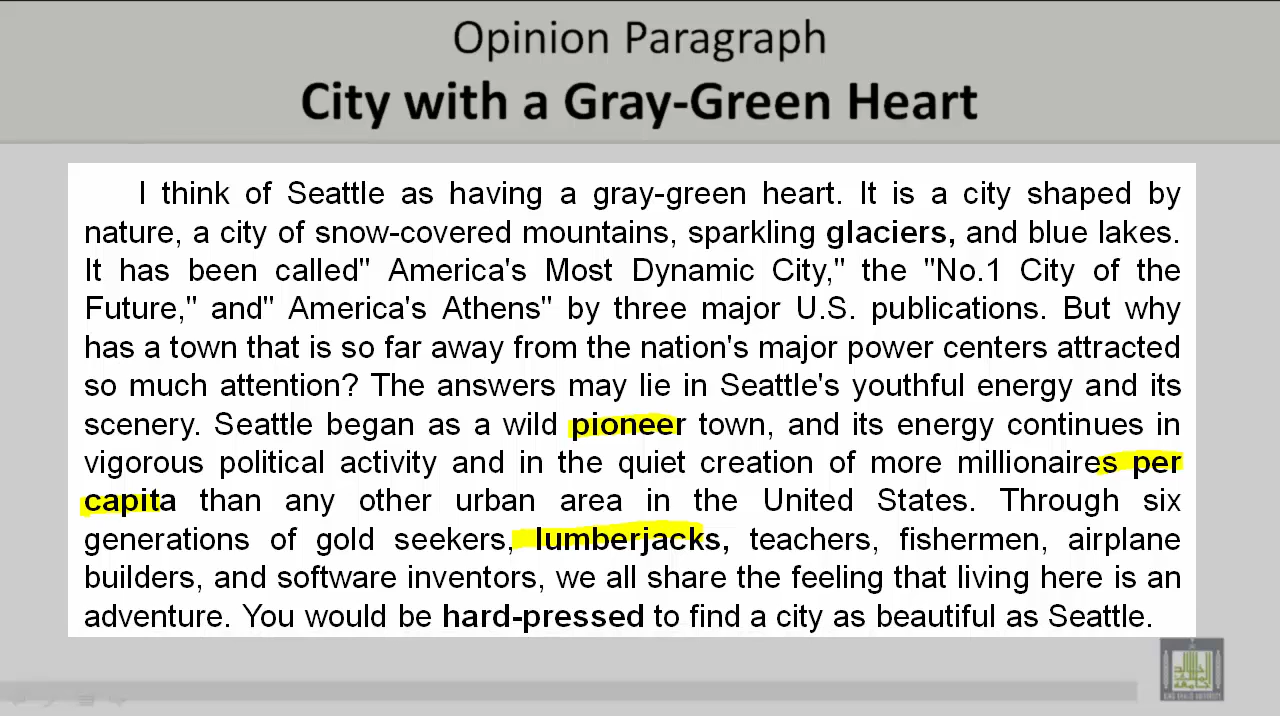 Opinion Paragraph
City with a Gray-Green Heart
I think of Seattle as having a gray-green heart. It is a city shaped by
nature, a city of snow-covered mountains, sparkling glaciers, and blue lakes.
It has been called" America's Most Dynamic City," the "No.1 City of the
Future," and" America's Athens" by three major U.S. publications. But why
has a town that is so far away from the nation's major power centers attracted
so much attention? The answers may lie in Seattle's youthful energy and its
scenery. Seattle began as a wild pioneer town, and its energy continues in
vigorous political activity and in the quiet creation of more millionaires per
capita than any other urban area in the United States. Through six
generations of gold seekers, lumberjacks, teachers, fishermen, airplane
builders, and software inventors, we all share the feeling that living here is an
adventure. You would be hard-pressed to find a city as beautiful as Seattle.
KING KHALID UNIVERSITY